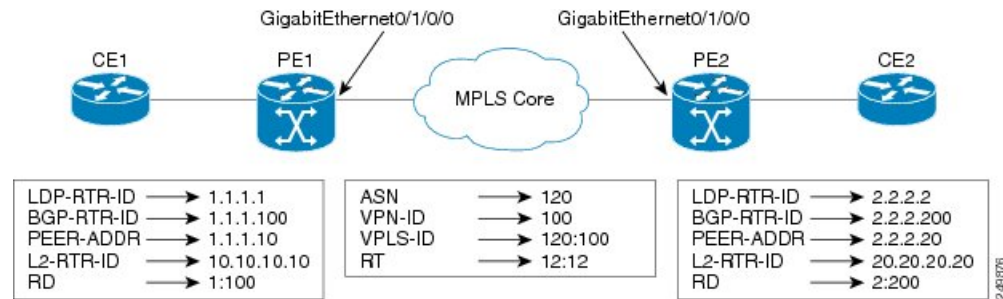 GigabitEthernet0/1/0/0
GigabitEthernet0/1/0/0
CE1
PE1
MPLS Core
PE2
CE2
LDP-RTR-ID 1.1.1.1
BGP-RTR-ID 1.1.1.100
PEER-ADDR 1.1.1.10
L2-RTR-ID 10.10.10.10
RD 1:100
ASN 120
VPN-ID 100
VPLS-ID 120:100
RT 12:12
LDP-RTR-ID 2.2.2.2
BGP-RTR-ID 2.2.2.200
PEER-ADDR 2.2.2.20
L2-RTR-ID 20.20.20.20
RD 2:200
249876